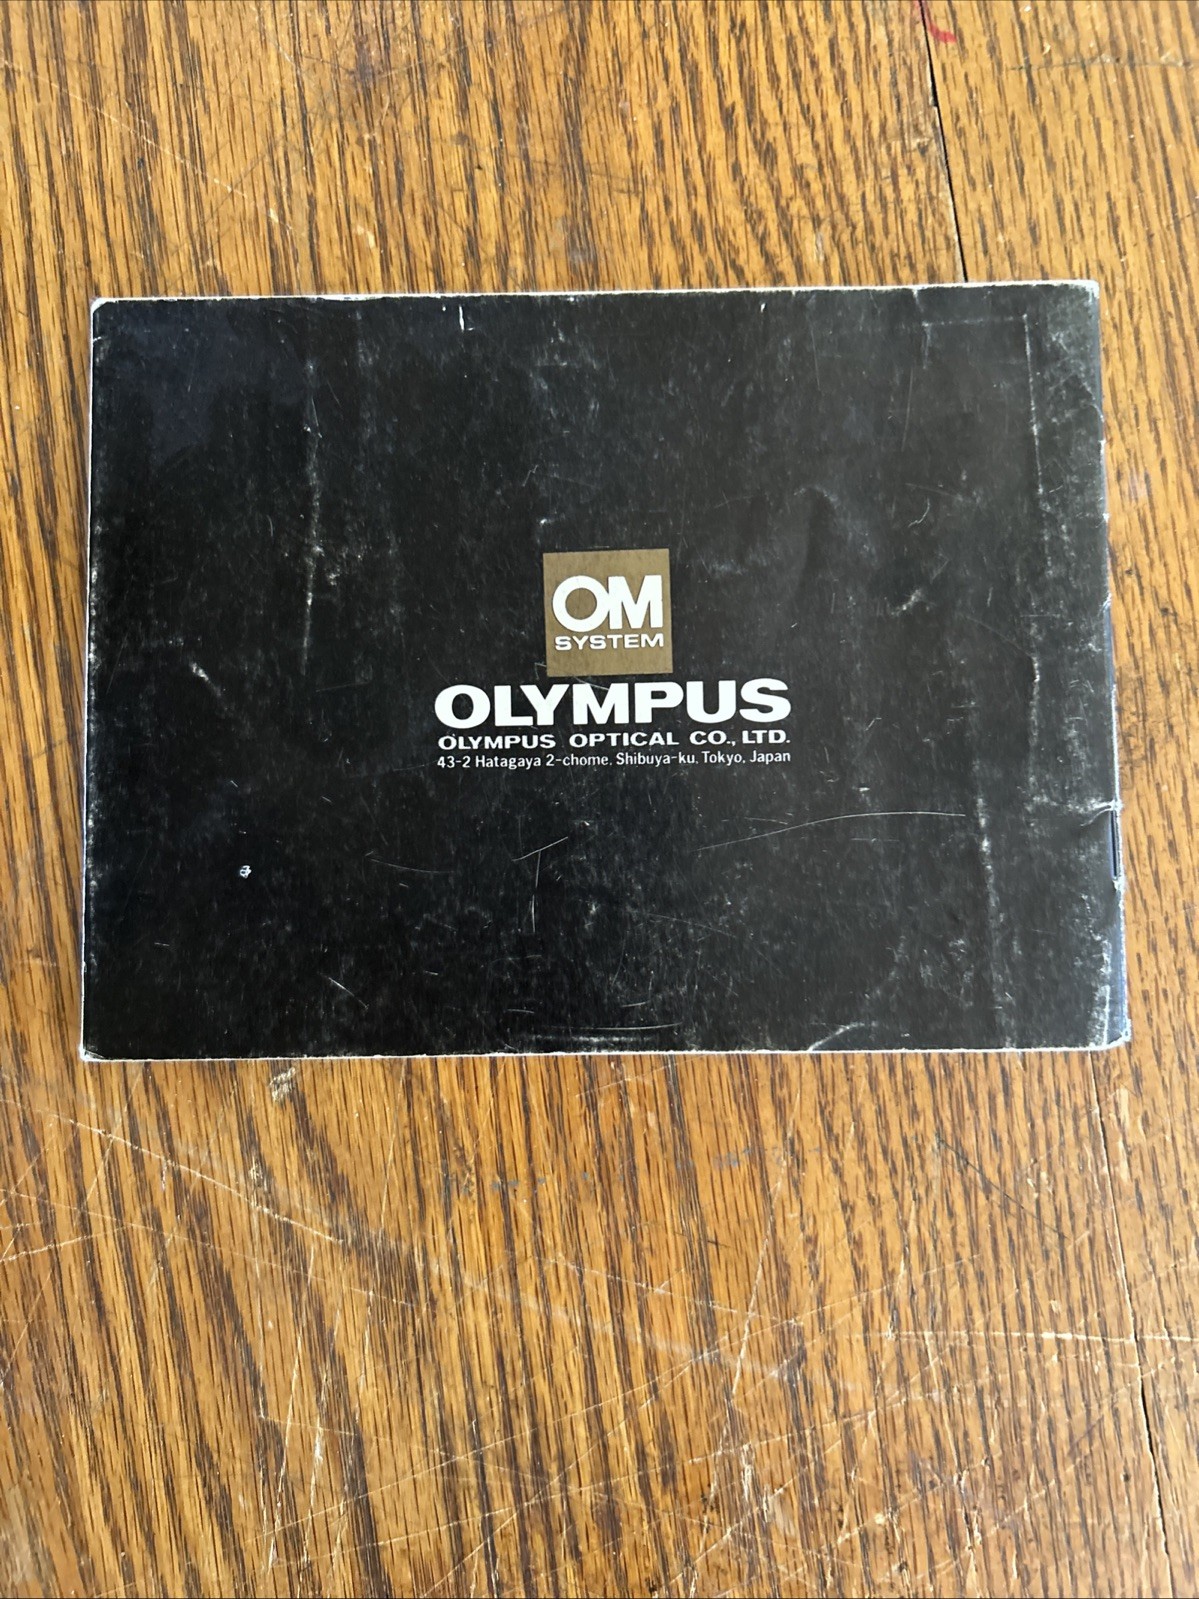 OM
SYSTEM
OLYMPUS
OLYMPUS OPTICAL CO., LTD.
43-2 Hatagaya 2-chome, Shibuya-ku, Tokyo, Japan